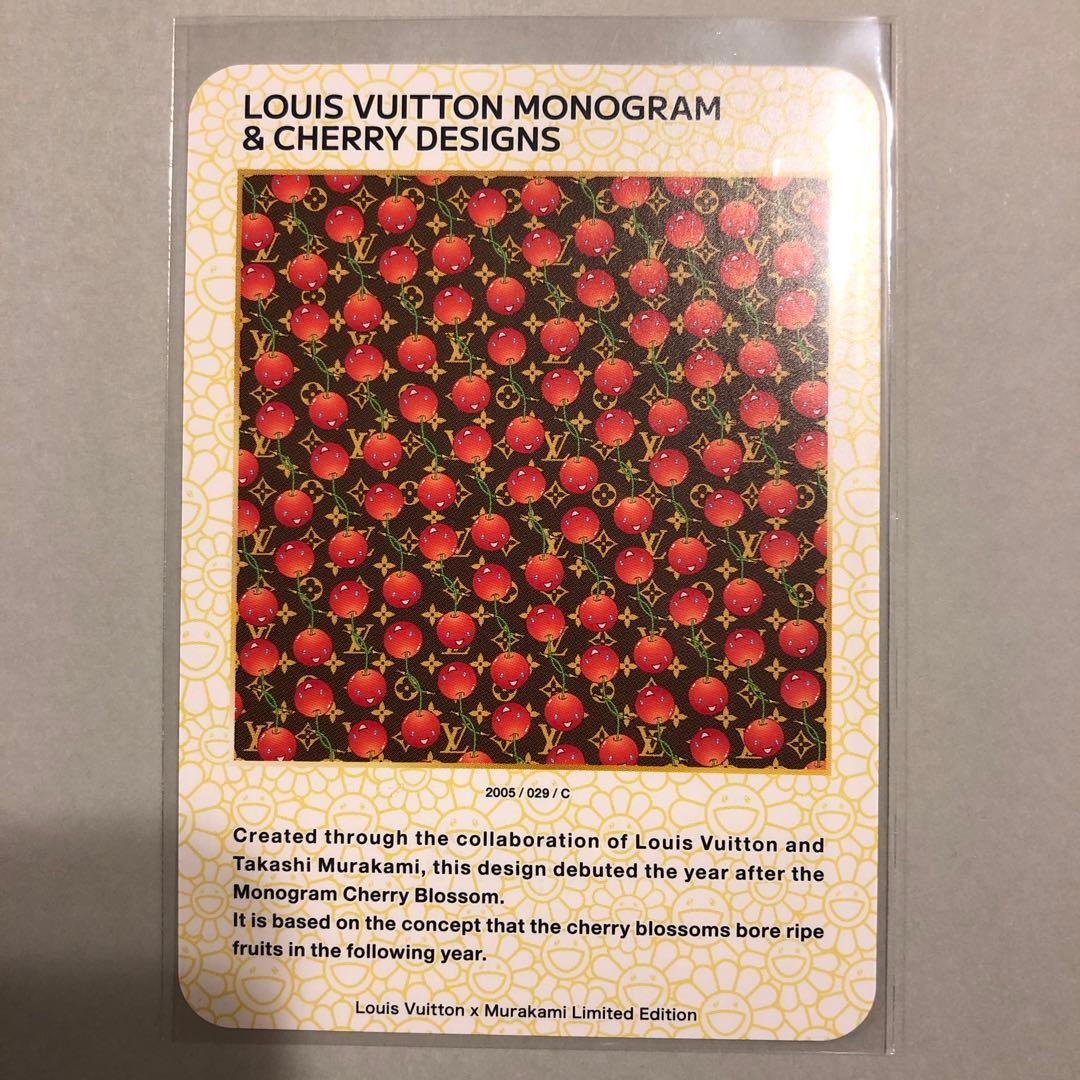 LOUIS VUITTON MONOGRAM
& CHERRY DESIGNS
2005 / 029 / C
Created through the collaboration of Louis Vuitton and
Takashi Murakami, this design debuted the year after the
Monogram Cherry Blossom.
It is based on the concept that the cherry blossoms bore ripe
fruits in the following year.
Louis Vuitton x Murakami Limited Edition